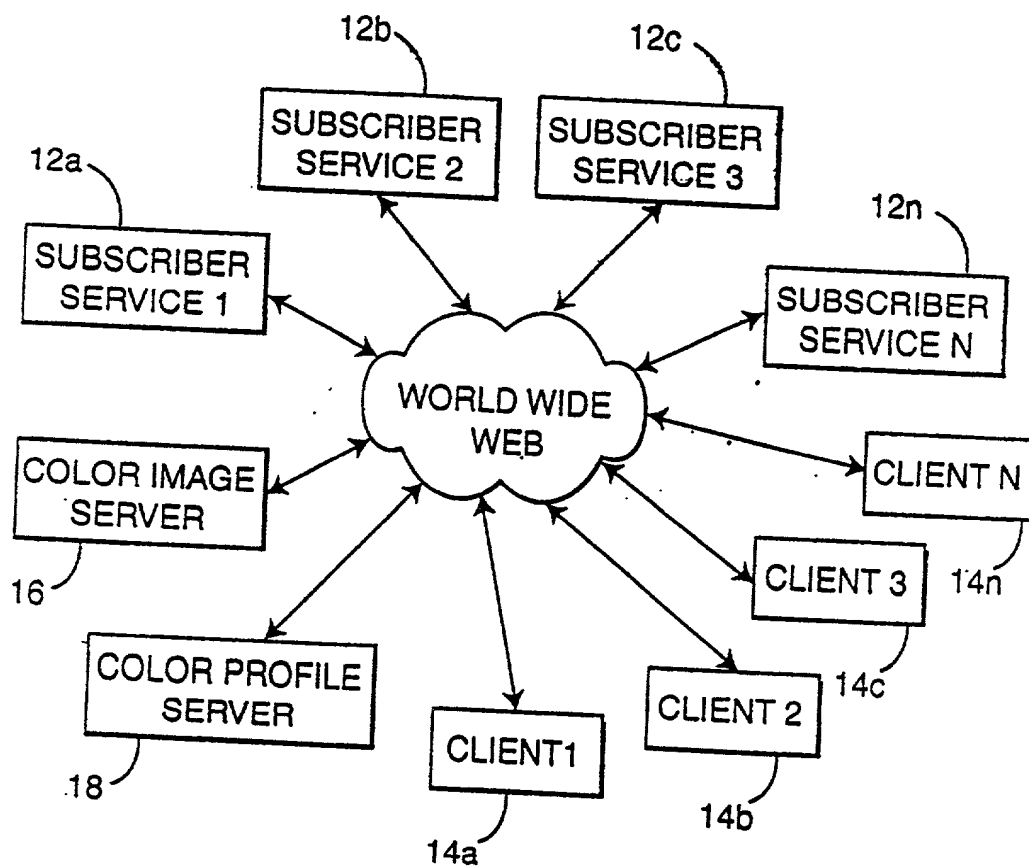 12b
12c
SUBSCRIBER
SERVICE 2
SUBSCRIBER
SERVICE 3
12a
12n
SUBSCRIBER
SERVICE 1
SUBSCRIBER
SERVICE N
WORLD WIDE
WEB
COLOR IMAGE
SERVER
CLIENT N
16
CLIENT 3
14n
COLOR PROFILE
SERVER
14c
CLIENT 2
CLIENT1
18
14b
14a